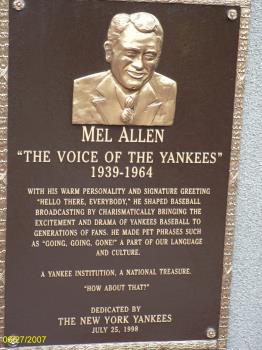 MEL ALLEN
"THE VOICE OF THE YANKEES"
1939-1964
WITH HIS WARM PERSONALITY AND SIGNATURE GREETING
"HELLO THERE, EVERYBODY," HE SHAPED BASEBALL
BROADCASTING BY CHARISMATICALLY BRINGING THE
EXCITEMENT AND DRAMA OF YANKEES BASEBALL TO
GENERATIONS OF FANS. HE MADE PET PHRASES SUCH
AS "GOING, GOING, GONE!" A PART OF OUR LANGUAGE
AND CULTURE.
A YANKEE INSTITUTION, A NATIONAL TREASURE.
"HOW ABOUT THAT?"
DEDICATED BY
THE NEW YORK YANKEES
JULY 25, 1998
06/27/2007